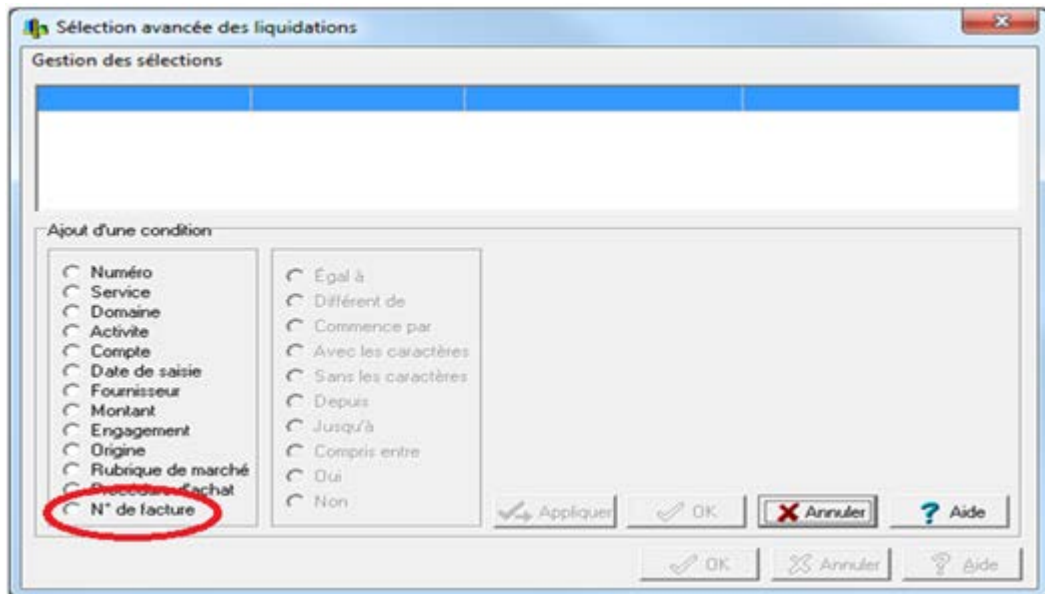 Sélection avancée des liquidations
Gestion des sélections
Ajout d'une condition
Numéro
Service
Domaine
Activite
Compte
Date de saisie
Fournisseur
Montant
Engagement
Origine
Rubrique de marché
Procédure d'achat
N° de facture
Égal à
Différent de
Commence par
Avec les caractères
Sans les caractères
Depuis
Jusqu'à
Compris entre
Oui
Non
Appliquer OK Annuler Aide
OK Annuler Aide